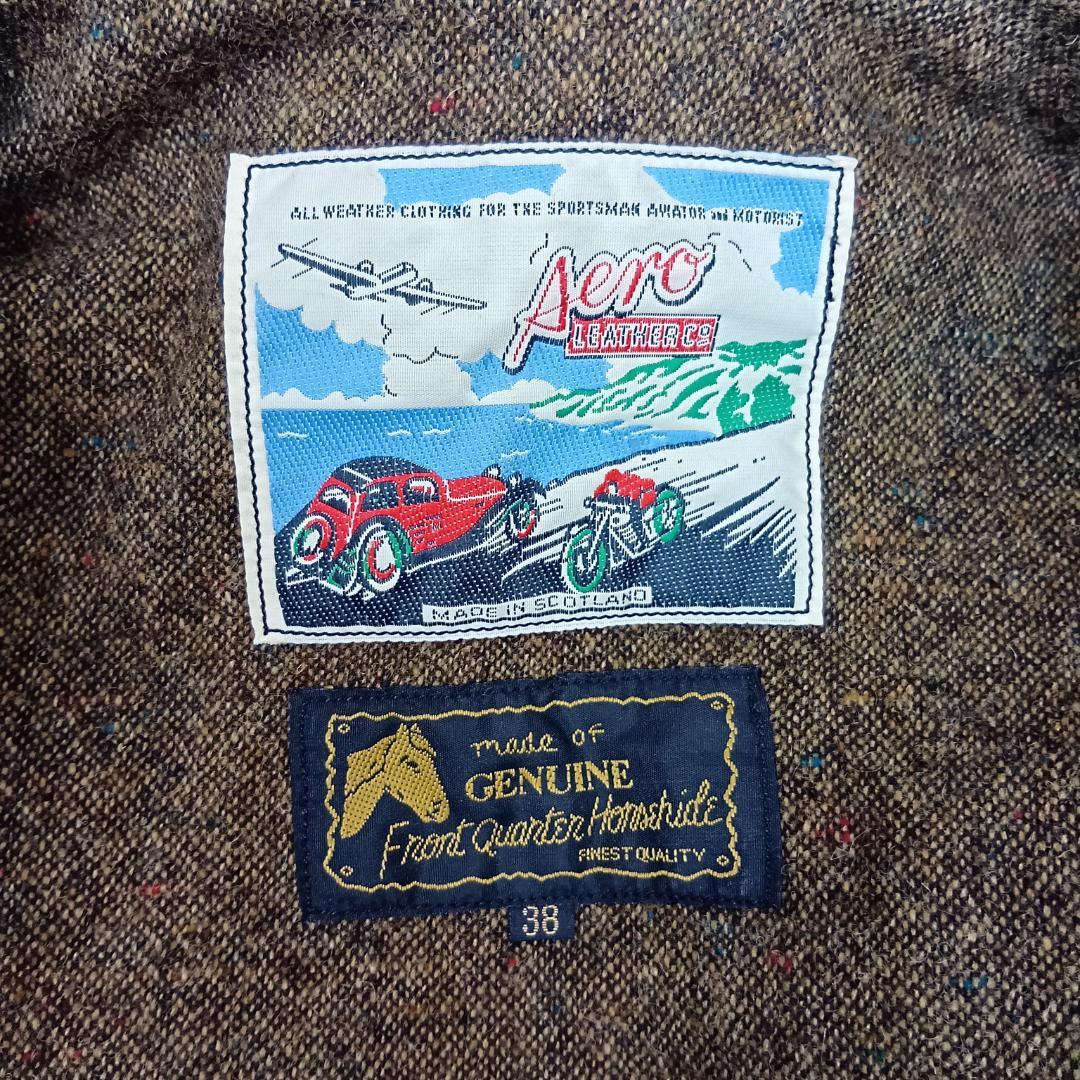 ALL WEATHER CLOTHING FOR THE SPORTSMAN AVIATOR AND MOTORIST
Aero
LEATHER CO
MADE IN SCOTLAND
made of
GENUINE
Front Quarter Horsehide
FINEST QUALITY
38